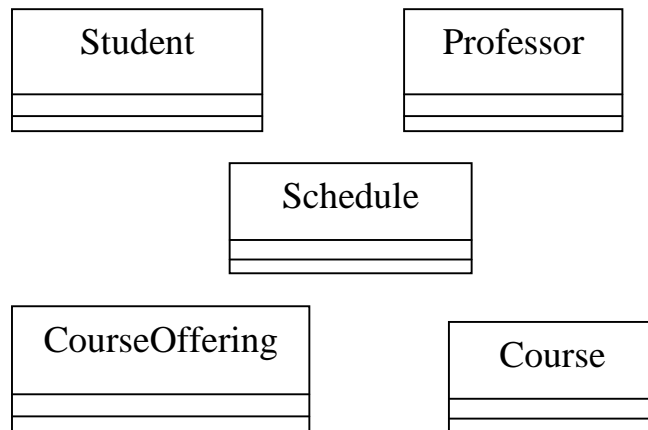 Student
Professor
Schedule
CourseOffering
Course